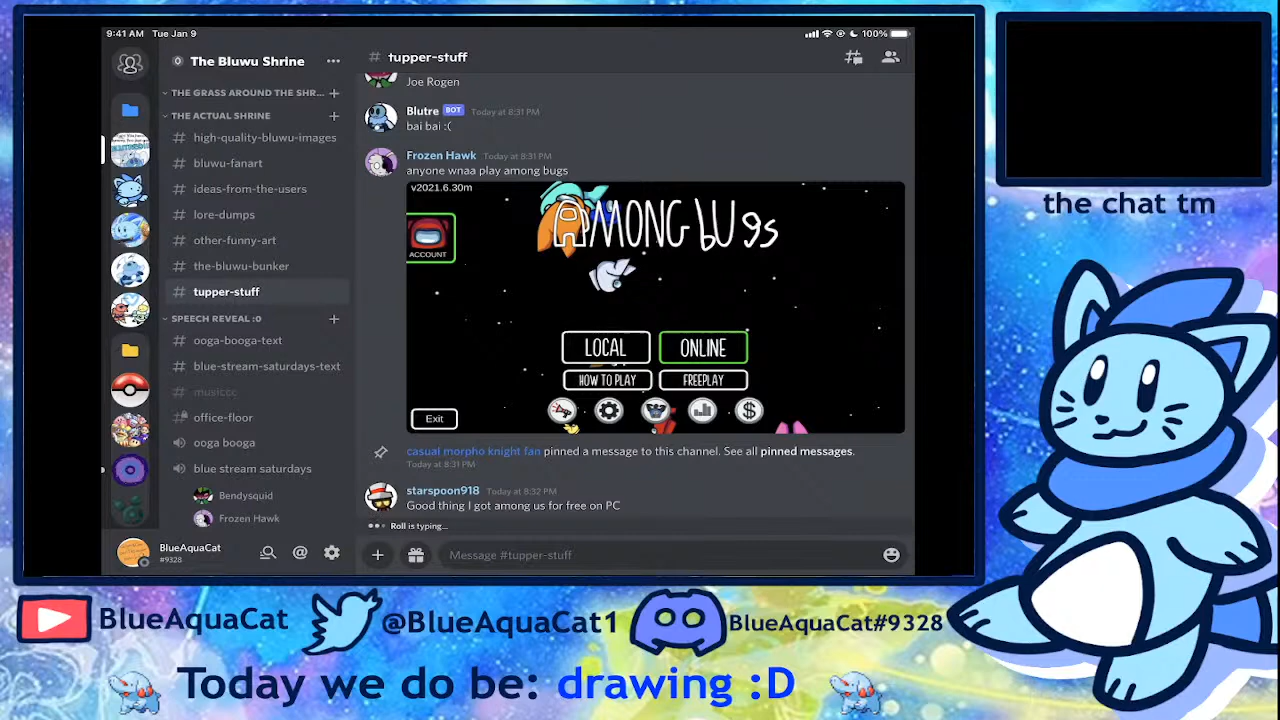 9:41 AM Tue Jan 9
100%
The Bluwu Shrine
THE GRASS AROUND THE SHR...
THE ACTUAL SHRINE
high-quality-bluwu-images
bluwu-fanart
ideas-from-the-users
lore-dumps
other-funny-art
the-bluwu-bunker
tupper-stuff
SPEECH REVEAL :0
ooga-booga-text
blue-stream-saturdays-text
musiccc
office-floor
ooga booga
blue stream saturdays
Bendysquid
Frozen Hawk
BlueAquaCat
#9328
# tupper-stuff
Joe Rogen
Blutre BOT Today at 8:31 PM
bai bai :(
Frozen Hawk Today at 8:31 PM
anyone wnaa play among bugs
v2021.6.30m
AMONG bUgs
ACCOUNT
LOCAL
ONLINE
HOW TO PLAY
FREEPLAY
$
Exit
casual morpho knight fan pinned a message to this channel. See all pinned messages.
Today at 8:31 PM
starspoon918 Today at 8:32 PM
Good thing I got among us for free on PC
Roll is typing...
Message #tupper-stuff
the chat tm
BlueAquaCat
@BlueAquaCat1
BlueAquaCat#9328
Today we do be: drawing :D